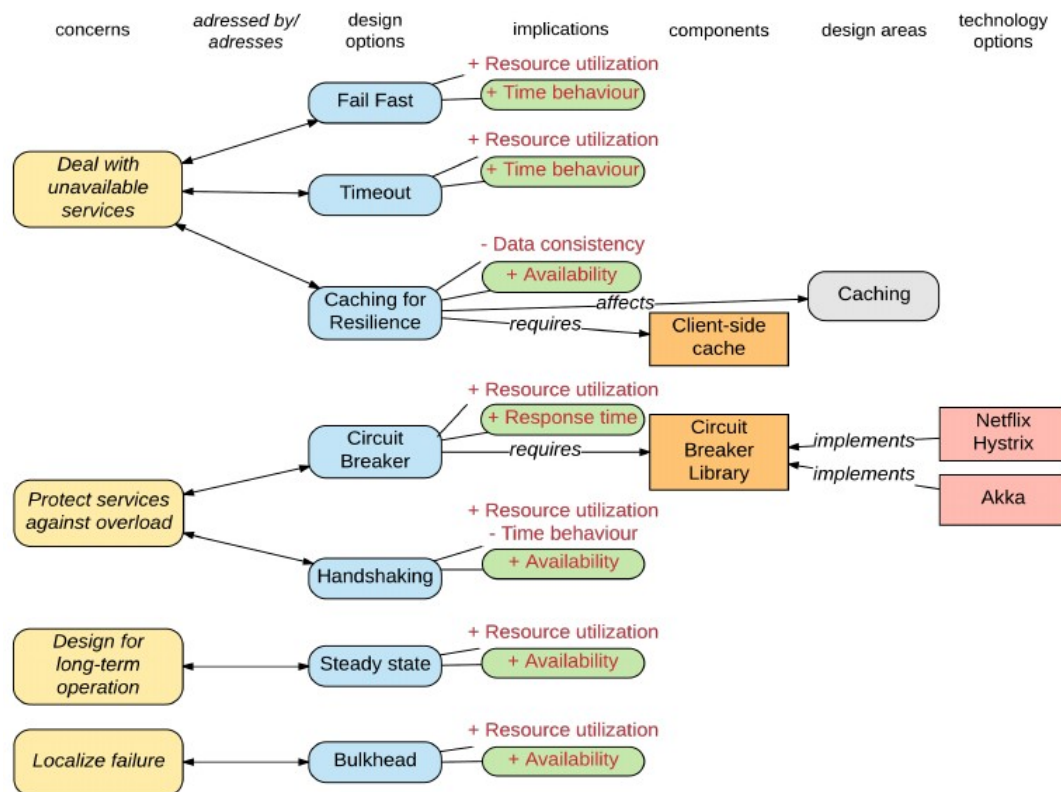 concerns
adressed by/
adresses
design
options
implications
components
design areas
technology
options
Deal with
unavailable
services
Fail Fast
+ Resource utilization
+ Time behaviour
Timeout
+ Resource utilization
+ Time behaviour
Caching for
Resilience
- Data consistency
+ Availability
affects
Caching
requires
Client-side
cache
Protect services
against overload
Circuit
Breaker
+ Resource utilization
+ Response time
requires
Circuit
Breaker
Library
implements
Netflix
Hystrix
implements
Akka
Handshaking
+ Resource utilization
- Time behaviour
+ Availability
Design for
long-term
operation
Steady state
+ Resource utilization
+ Availability
Localize failure
Bulkhead
+ Resource utilization
+ Availability